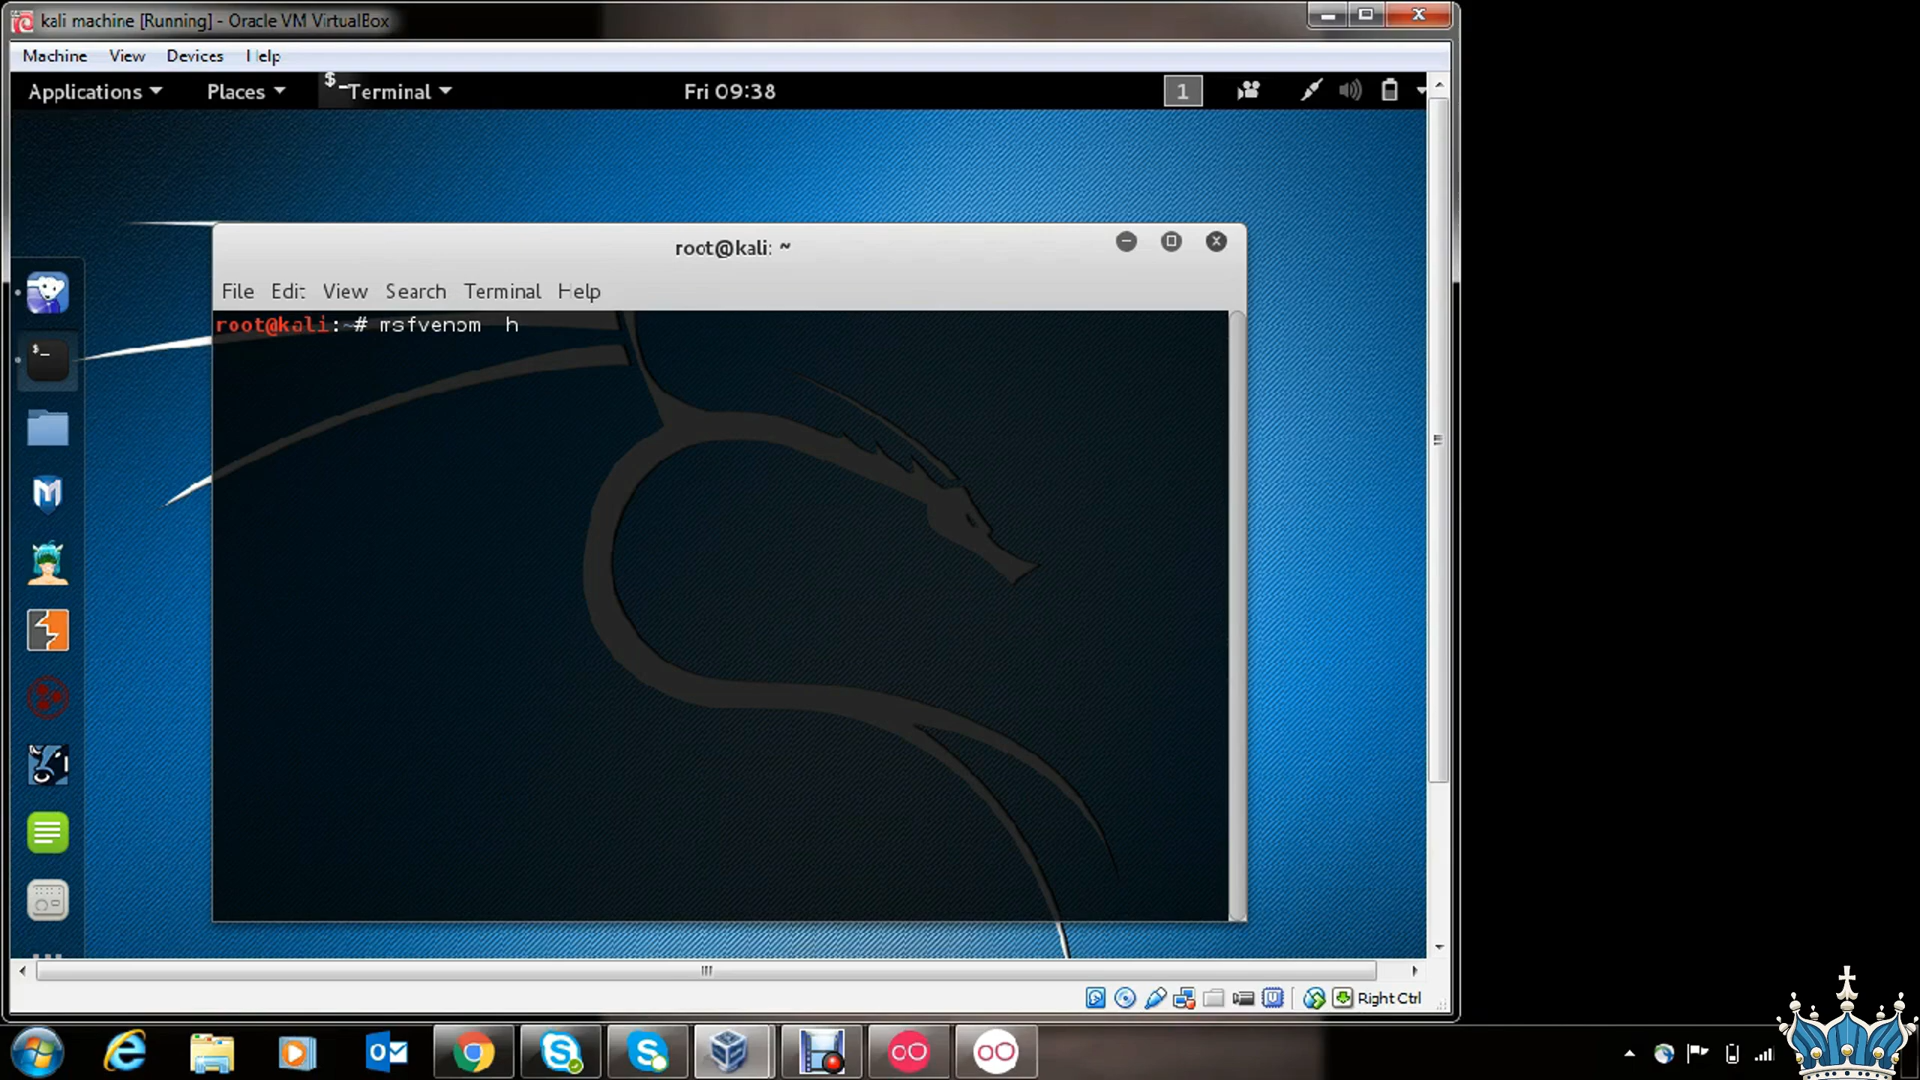 kali machine [Running] - Oracle VM VirtualBox
Machine View Devices Help
Applications Places Terminal Fri 09:38 1
root@kali: ~
File Edit View Search Terminal Help
root@kali:~# msfvenom h
Right Ctrl